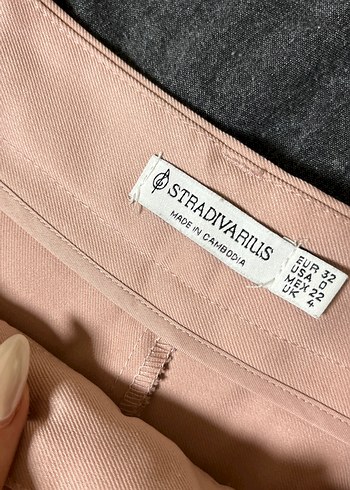 STRADIVARIUS
MADE IN CAMBODIA
EUR 32
USA 0
MEX 22
UK 4